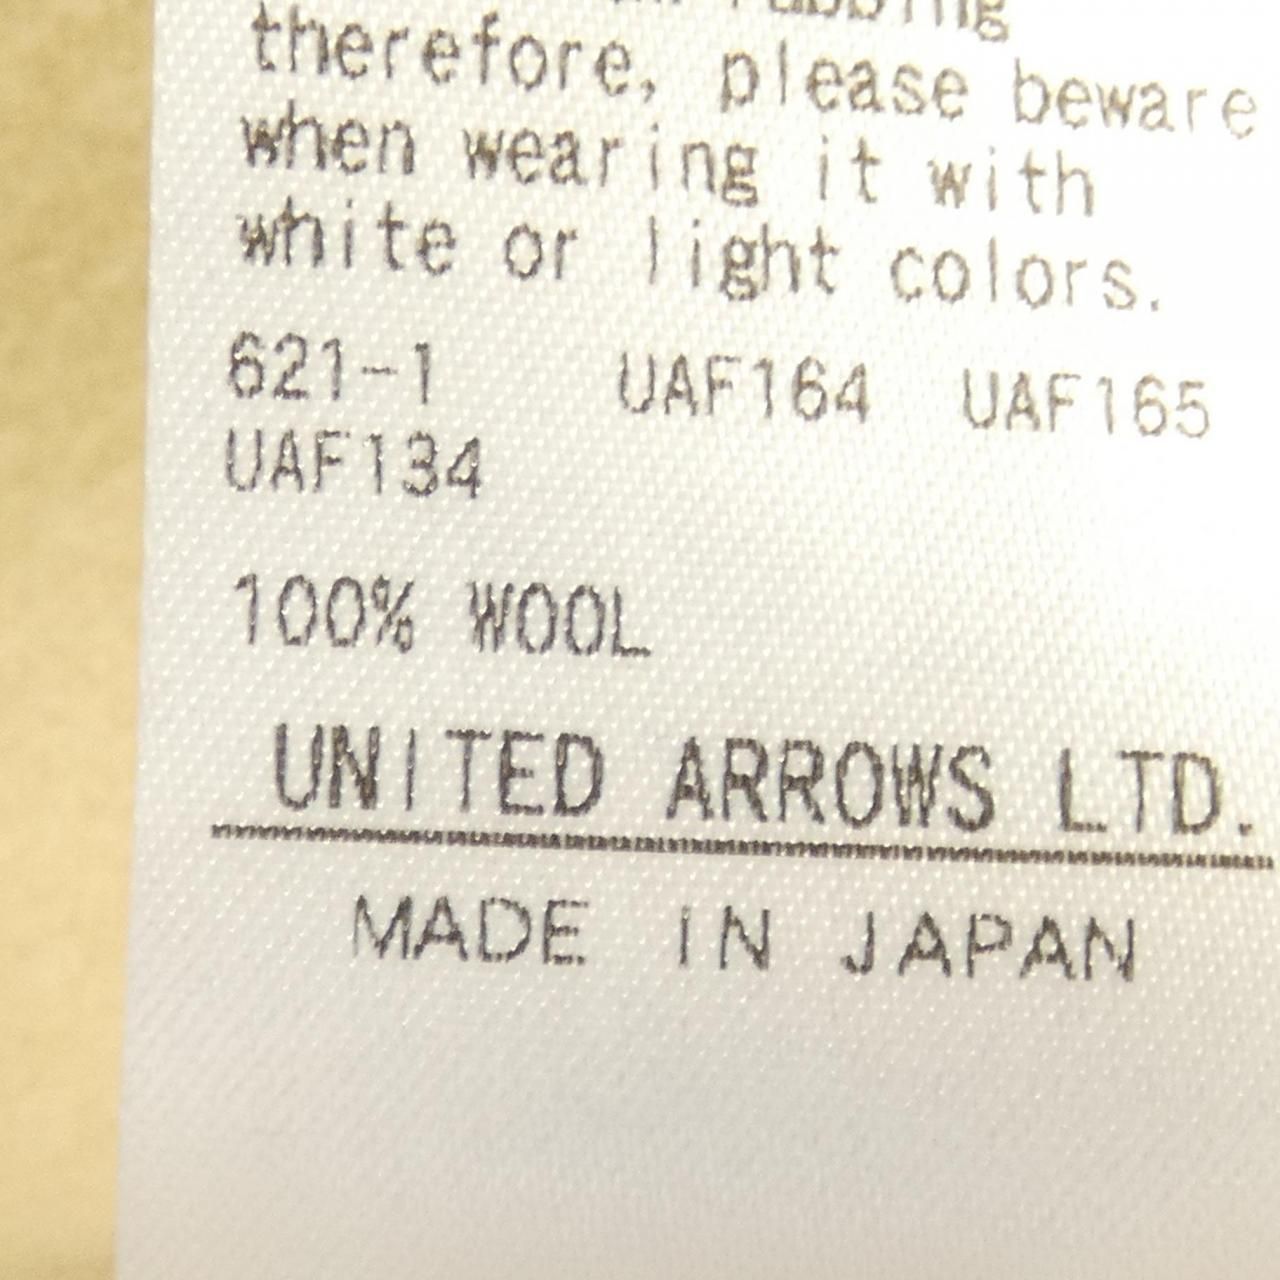 rubbing
therefore, please beware
when wearing it with
white or light colors.
621-1 UAF164 UAF165
UAF134
100% WOOL
UNITED ARROWS LTD.
MADE IN JAPAN